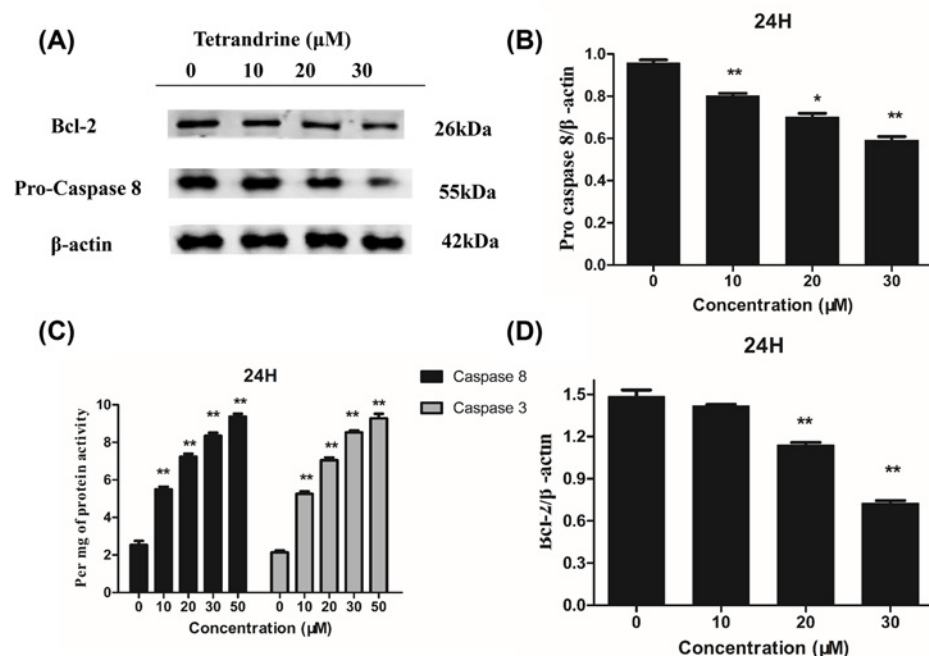 (A)
Tetrandrine (μM)
0 10 20 30
Bcl-2 26kDa
Pro-Caspase 8 55kDa
β-actin 42kDa
(B)
24H
Pro caspase 8/β -actin
1.0
0.8
0.6
0.4
0.2
0.0
** * **
0 10 20 30
Concentration (μM)
(C)
24H
Caspase 8
Caspase 3
Per mg of protein activity
10
8
6
4
2
0
** ** ** ** ** ** ** **
0 10 20 30 50 0 10 20 30 50
Concentration (μM)
(D)
24H
Bcl-2/β -actin
1.5
1.2
0.9
0.6
0.3
0.0
** **
0 10 20 30
Concentration (μM)